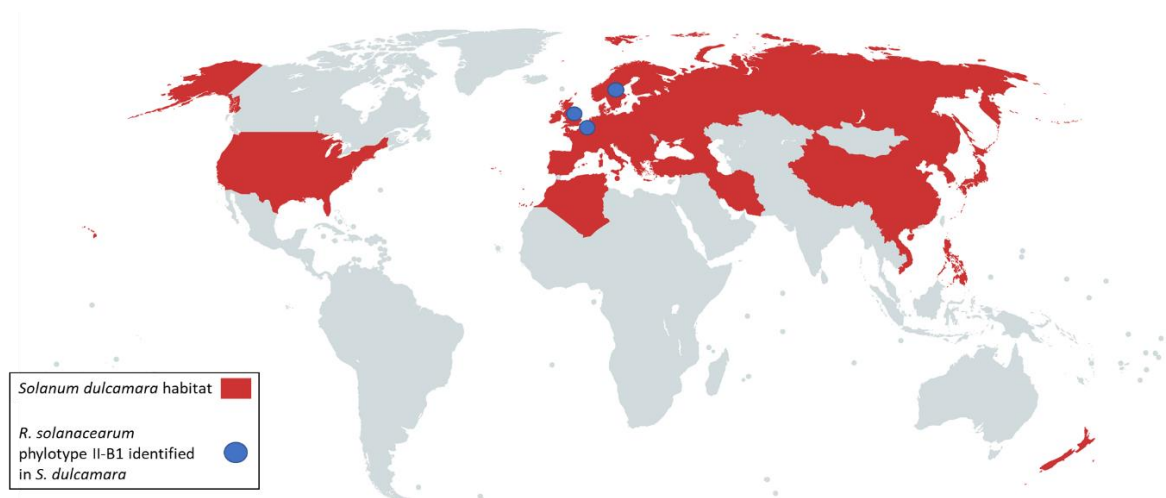 Solanum dulcamara habitat
R. solanacearum
phylotype II-B1 identified
in S. dulcamara